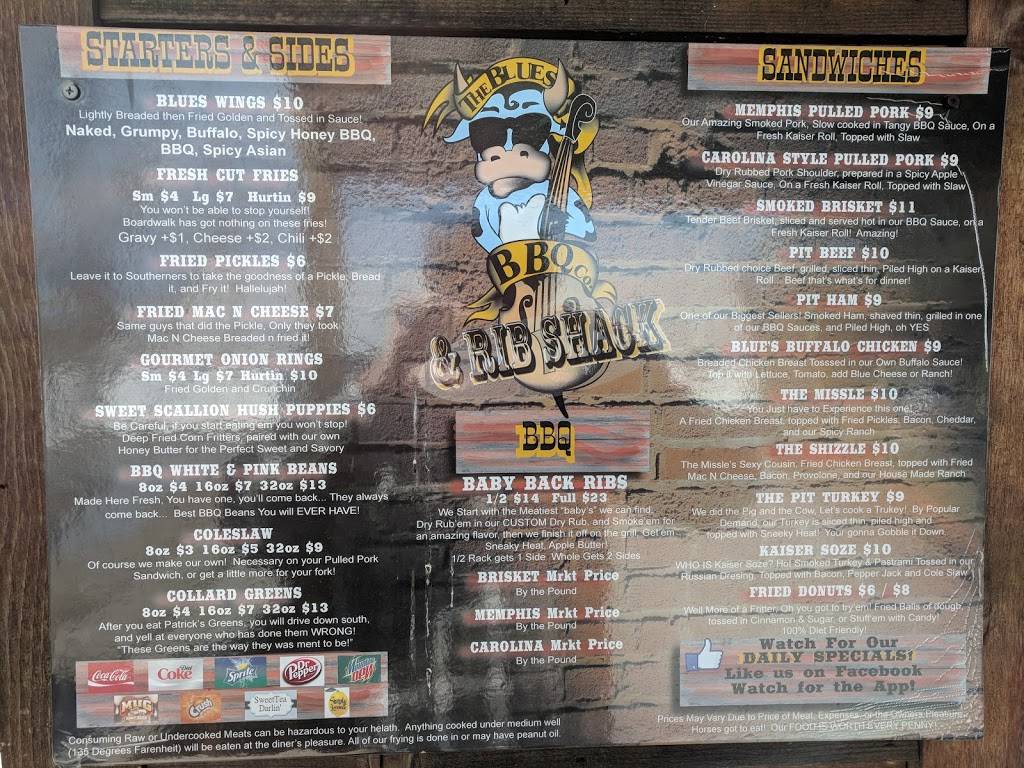 STARTERS & SIDES
BLUES WINGS $10
Lightly Breaded then Fried Golden and Tossed in Sauce!
Naked, Grumpy, Buffalo, Spicy Honey BBQ,
BBQ, Spicy Asian
FRESH CUT FRIES
Sm $4 Lg $7 Hurtin $9
You won't be able to stop yourself!
Boardwalk has got nothing on these fries!
Gravy +$1, Cheese +$2, Chili +$2
FRIED PICKLES $6
Leave it to Southerners to take the goodness of a Pickle, Bread
it, and Fry it! Hallelujah!
FRIED MAC N CHEESE $7
Same guys that did the Pickle, Only they took
Mac N Cheese Breaded n fried it!
GOURMET ONION RINGS
Sm $4 Lg $7 Hurtin $10
Fried Golden and Crunchin
SWEET SCALLION HUSH PUPPIES $6
Be Careful, if you start eating em you won't stop!
Deep Fried Corn Fritters, paired with our own
Honey Butter for the Perfect Sweet and Savory
BBQ WHITE & PINK BEANS
8oz $4 16oz $7 32oz $13
Made Here Fresh, You have one, you'll come back... They always
come back... Best BBQ Beans You will EVER HAVE!
COLESLAW
8oz $3 16oz $5 32oz $9
Of course we make our own! Necessary on your Pulled Pork
Sandwich, or get a little more for your fork!
COLLARD GREENS
8oz $4 16oz $7 32oz $13
After you eat Patrick's Greens, you will drive down south,
and yell at everyone who has done them WRONG!
"These Greens are the way they was ment to be!"
Coca-Cola
Diet
Coke
Sprite
Dr
Pepper
Mountain
Dew
MUG
Crush
SweetTea
Darlin'
Consuming Raw or Undercooked Meats can be hazardous to your helath. Anything cooked under medium well
(135 Degrees Farenheit) will be eaten at the diner's pleasure. All of our frying is done in or may have peanut oil.
THE BLUES
BBQ Co
& RIB SHACK
BBQ
BABY BACK RIBS
1/2 $14 Full $23
We Start with the Meatiest "baby's" we can find,
Dry Rub'em in our CUSTOM Dry Rub, and Smoke'em for
an amazing flavor, then we finish it off on the grill. Get em
Sneaky Heat, Apple Butter!
1/2 Rack gets 1 Side, Whole Gets 2 Sides
BRISKET Mrkt Price
By the Pound
MEMPHIS Mrkt Price
By the Pound
CAROLINA Mrkt Price
By the Pound
SANDWICHES
MEMPHIS PULLED PORK $9
Our Amazing Smoked Pork, Slow cooked in Tangy BBQ Sauce, On a
Fresh Kaiser Roll, Topped with Slaw
CAROLINA STYLE PULLED PORK $9
Dry Rubbed Pork Shoulder, prepared in a Spicy Apple
Vinegar Sauce, On a Fresh Kaiser Roll, Topped with Slaw
SMOKED BRISKET $11
Tender Beef Brisket, sliced and served hot in our BBQ Sauce, on a
Fresh Kaiser Roll! Amazing!
PIT BEEF $10
Dry Rubbed choice Beef, grilled, sliced thin, Piled High on a Kaiser
Roll... Beef that's what's for dinner!
PIT HAM $9
One of our Biggest Sellers! Smoked Ham, shaved thin, grilled in one
of our BBQ Sauces, and Piled High, oh YES
BLUE'S BUFFALO CHICKEN $9
Breaded Chicken Breast Tosssed in our Own Buffalo Sauce!
Top it with Lettuce, Tomato, add Blue Cheese or Ranch!
THE MISSLE $10
You Just have to Experience this one!
A Fried Chicken Breast, topped with Fried Pickles, Bacon, Cheddar,
and our Spicy Ranch
THE SHIZZLE $10
The Missle's Sexy Cousin, Fried Chicken Breast, topped with Fried
Mac N Cheese, Bacon, Provolone, and our House Made Ranch
THE PIT TURKEY $9
We did the Pig and the Cow, Let's cook a Trukey! By Popular
Demand, our Turkey is sliced thin, piled high and
topped with Sneeky Heat! Your gonna Gobble it Down
KAISER SOZE $10
WHO IS Kaiser Soze? Hot Smoked Turkey & Pastrami Tossed in our
Russian Dresing, Topped with Bacon, Pepper Jack and Cole Slaw
FRIED DONUTS $6 / $8
Well More of a Fritter, Oh you got to try em! Fried Balls of dough,
tossed in Cinnamon & Sugar, or Stuff'em with Candy!
100% Diet Friendly!
Watch For Our
DAILY SPECIALS!
Like us on Facebook
Watch for the App!
Prices May Vary Due to Price of Meat, Expenses, or the Owners Pleasure,
Horses got to eat! Our FOOD IS WORTH EVERY PENNY!